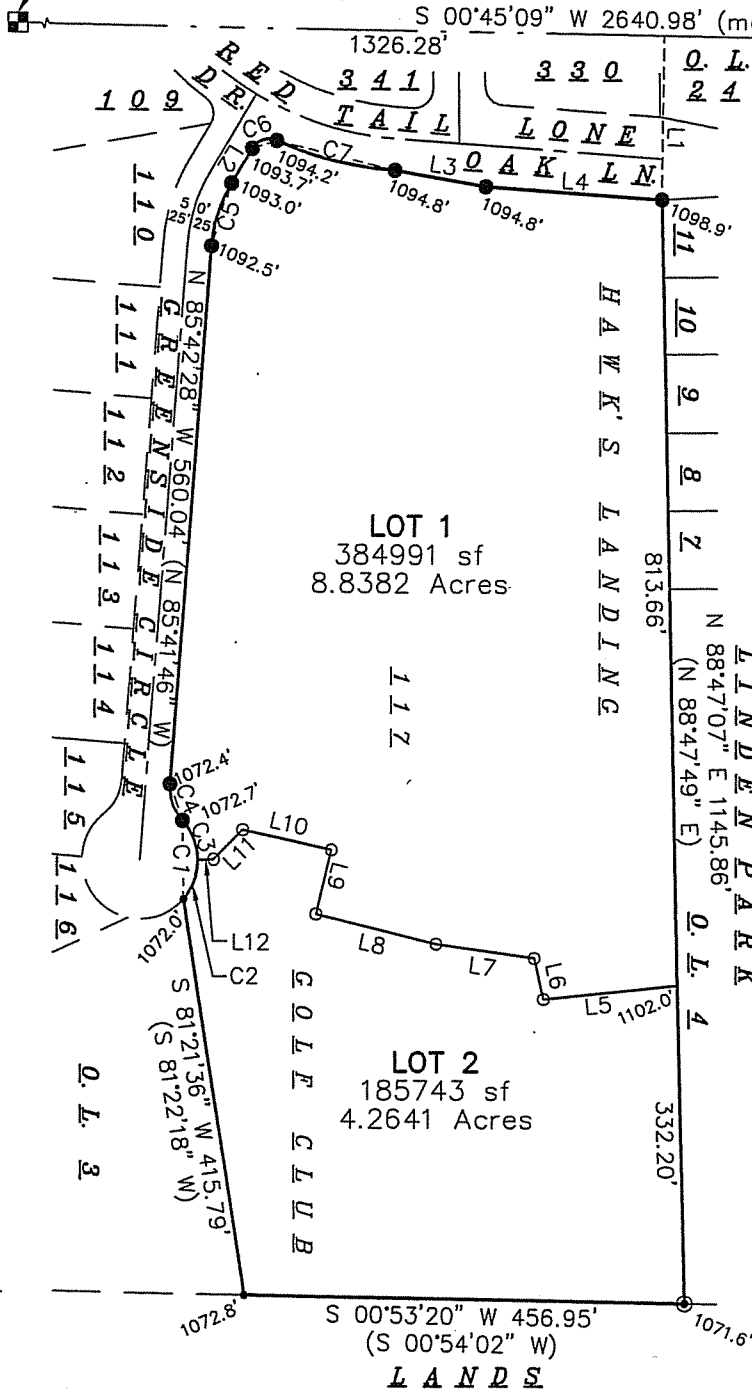 S 00°45'09" W 2640.98' (me
1326.28'
RED TAIL DR.
341
330
O. L. 24
109
LONE OAK LN.
L1
C6
C7
L3
L4
1094.2'
1093.7'
L2
1093.0'
1094.8'
1094.8'
1098.9'
110
50'
25' 25'
C5
1092.5'
11
10
9
8
7
HAWK'S LANDING
GOLF CLUB
111
112
113
114
115
116
GREENSIDE CIRCLE
N 85°42'28" W 560.04' (N 85°41'46" W)
LOT 1
384991 sf
8.8382 Acres
117
813.66'
N 88°47'07" E 1145.86'
(N 88°47'49" E)
LINDEN PARK
O. L. 4
1072.4'
C4
1072.7'
C3
C1
L11
L10
L9
L8
L7
L6
L5
1102.0'
L12
C2
1072.0'
S 81°21'36" W 415.79'
(S 81°22'18" W)
O. L. 3
LOT 2
185743 sf
4.2641 Acres
332.20'
1072.8'
S 00°53'20" W 456.95'
(S 00°54'02" W)
1071.6'
LANDS